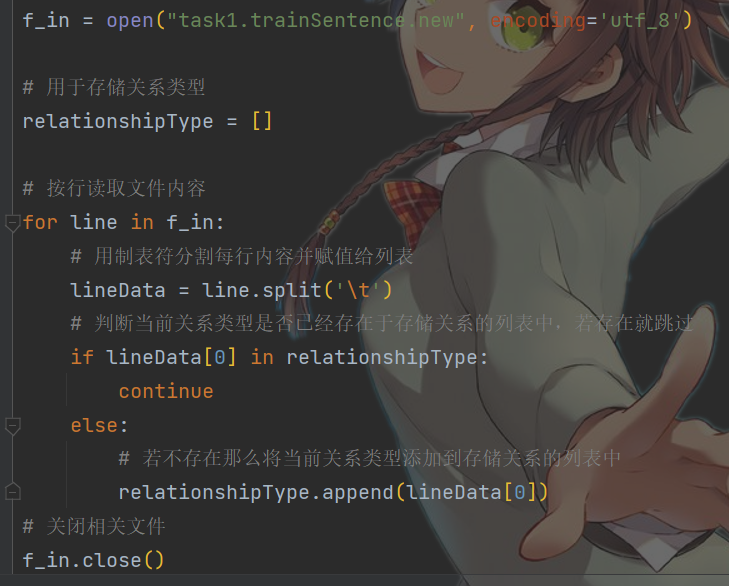 f_in = open("task1.trainSentence.new", encoding='utf_8')
# 用于存储关系类型
relationshipType = []
# 按行读取文件内容
for line in f_in:
# 用制表符分割每行内容并赋值给列表
lineData = line.split('\t')
# 判断当前关系类型是否已经存在于存储关系的列表中，若存在就跳过
if lineData[0] in relationshipType:
continue
else:
# 若不存在那么将当前关系类型添加到存储关系的列表中
relationshipType.append(lineData[0])
# 关闭相关文件
f_in.close()